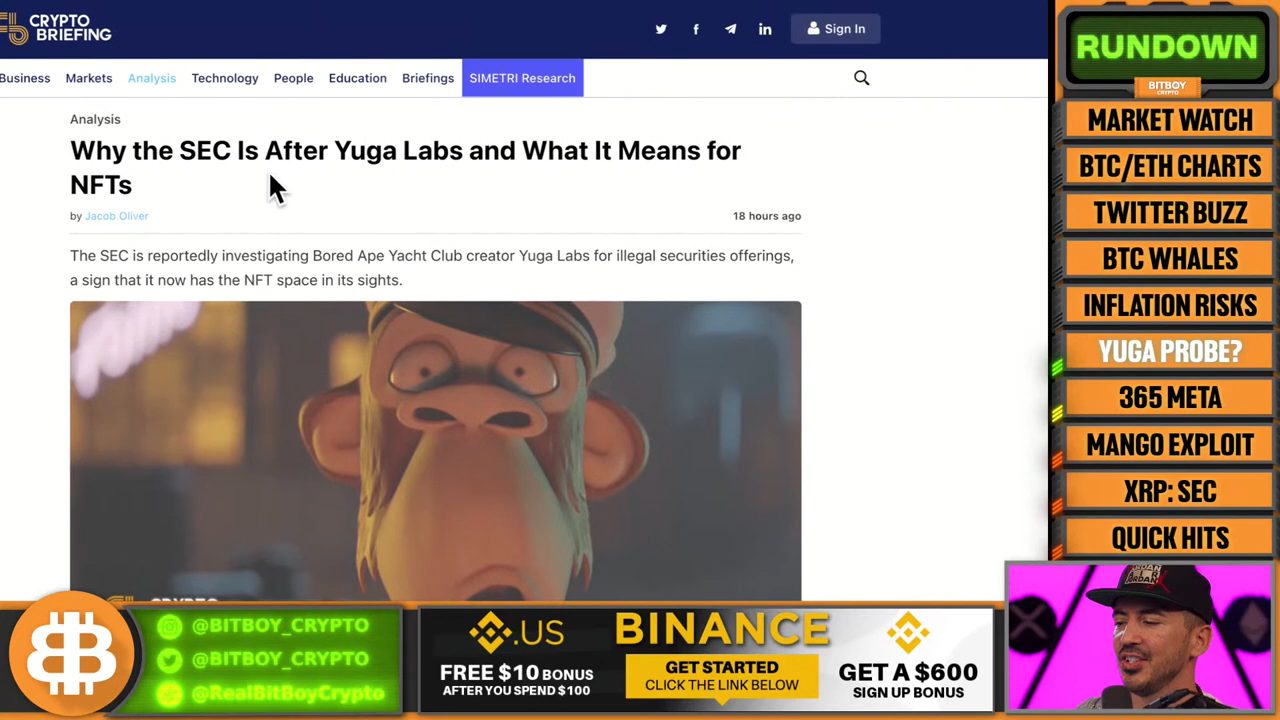 CRYPTO
BRIEFING
Sign In
Business Markets Analysis Technology People Education Briefings SIMETRI Research
Analysis
Why the SEC Is After Yuga Labs and What It Means for
NFTs
by Jacob Oliver
18 hours ago
The SEC is reportedly investigating Bored Ape Yacht Club creator Yuga Labs for illegal securities offerings,
a sign that it now has the NFT space in its sights.
RUNDOWN
BITBOY
CRYPTO
MARKET WATCH
BTC/ETH CHARTS
TWITTER BUZZ
BTC WHALES
INFLATION RISKS
YUGA PROBE?
365 META
MANGO EXPLOIT
XRP: SEC
QUICK HITS
@BITBOY_CRYPTO
@BITBOY_CRYPTO
@RealBitBoyCrypto
.US
FREE $10 BONUS
AFTER YOU SPEND $100
BINANCE
GET STARTED
CLICK THE LINK BELOW
GET A $600
SIGN UP BONUS